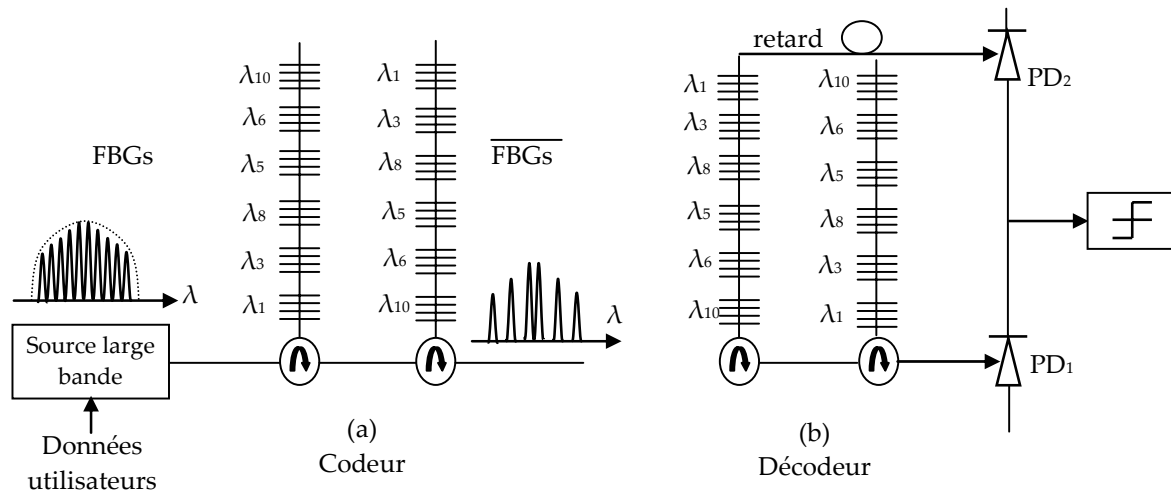 FBGs
λ
Source large
bande
Données
utilisateurs
λ10
λ6
λ5
λ8
λ3
λ1
λ1
λ3
λ8
λ5
λ6
λ10
FBGs
λ
(a)
Codeur
retard
λ1
λ3
λ8
λ5
λ6
λ10
λ10
λ6
λ5
λ8
λ3
λ1
PD2
PD1
(b)
Décodeur